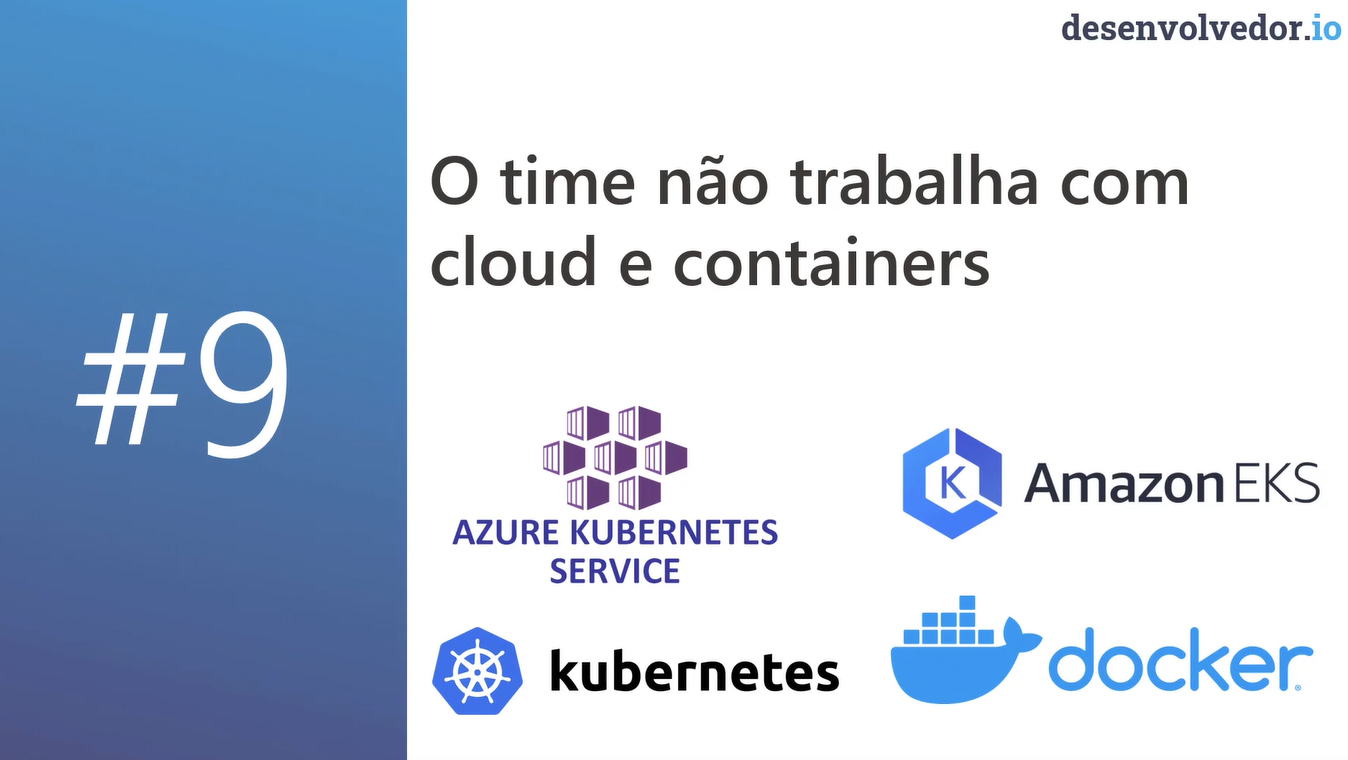 desenvolvedor.io
#9
O time não trabalha com
cloud e containers
AZURE KUBERNETES
SERVICE
K
Amazon EKS
kubernetes
docker®